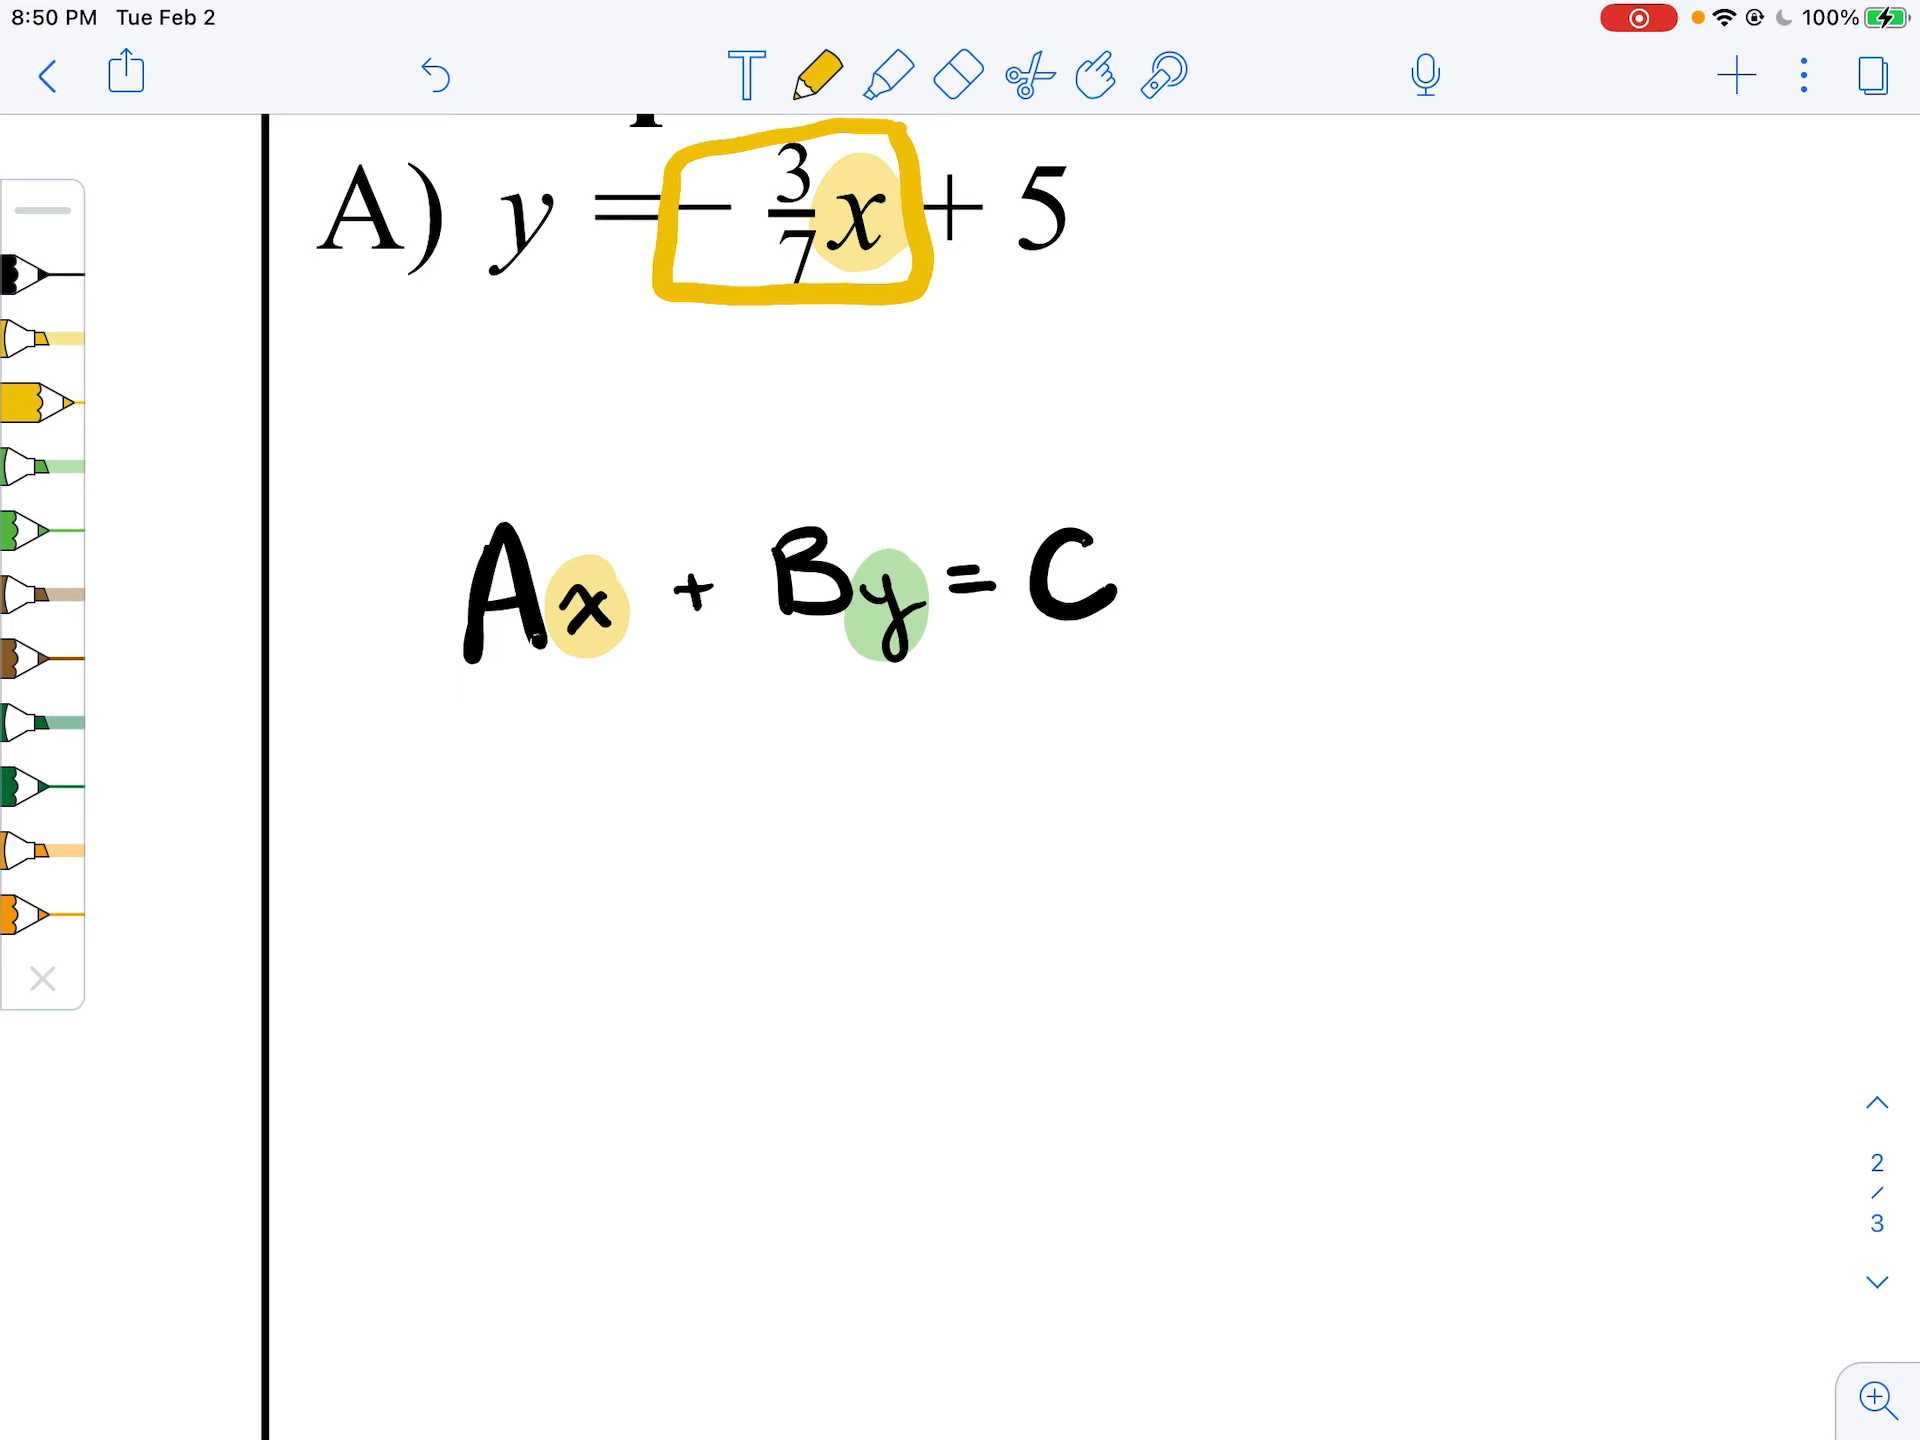 8:50 PM Tue Feb 2
100%
T
A) y = - 3/7 x + 5
Ax + By = C
2
/
3